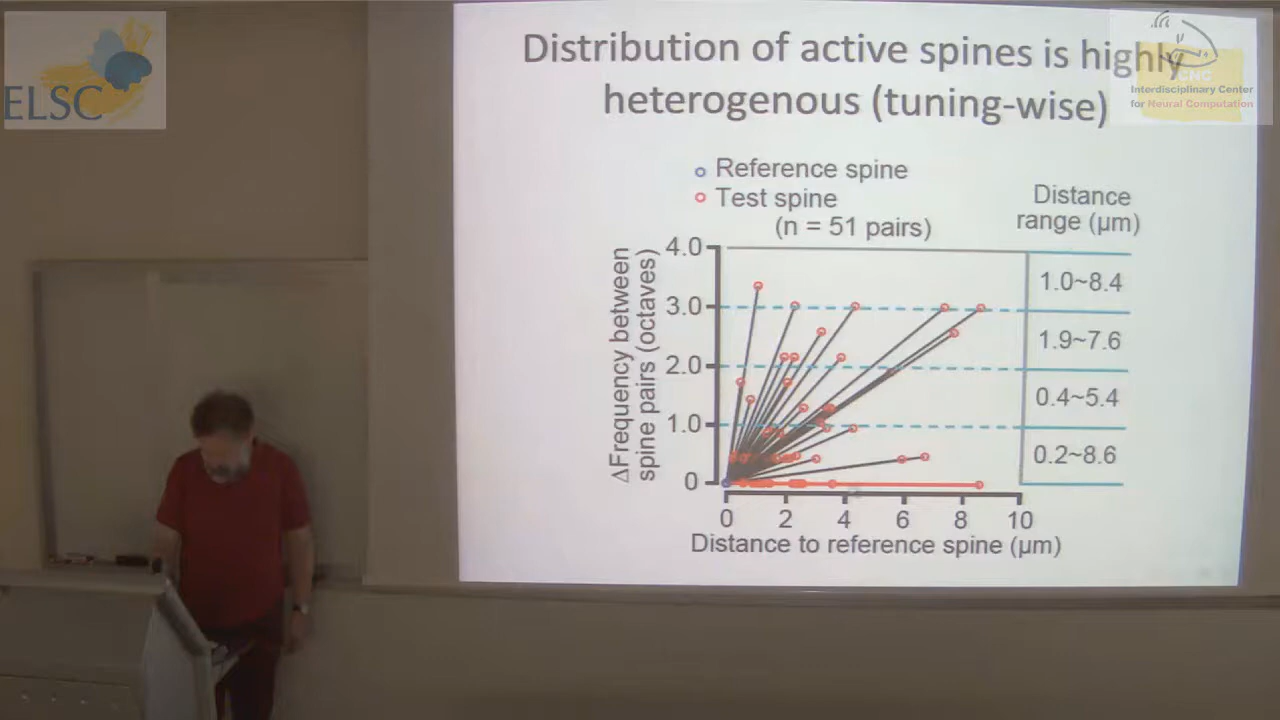 ELSC
Distribution of active spines is highly
heterogenous (tuning-wise)
ICNC
Interdisciplinary Center
for Neural Computation
Reference spine
Test spine
(n = 51 pairs)
Distance
range (μm)
ΔFrequency between
spine pairs (octaves)
4.0
3.0
2.0
1.0
0
1.0~8.4
1.9~7.6
0.4~5.4
0.2~8.6
0 2 4 6 8 10
Distance to reference spine (μm)